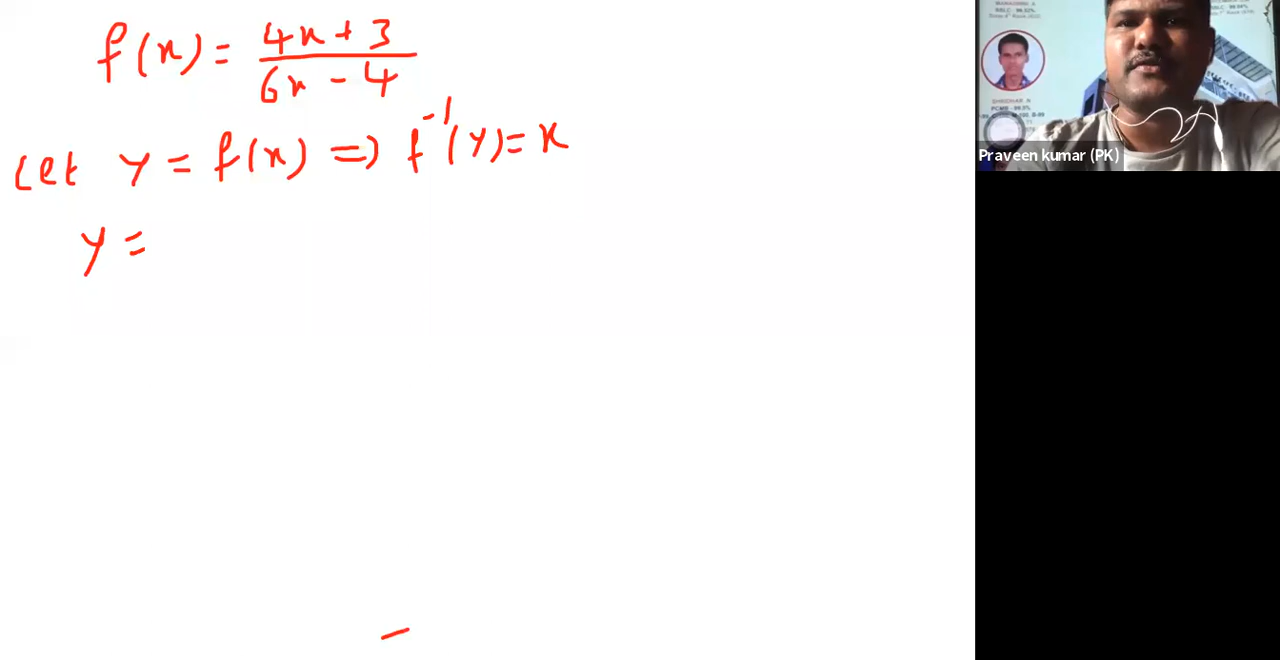 f(x) = 4x + 3 / 6x - 4
Let y = f(x) => f⁻¹(y) = x
y =
Praveen kumar (PK)